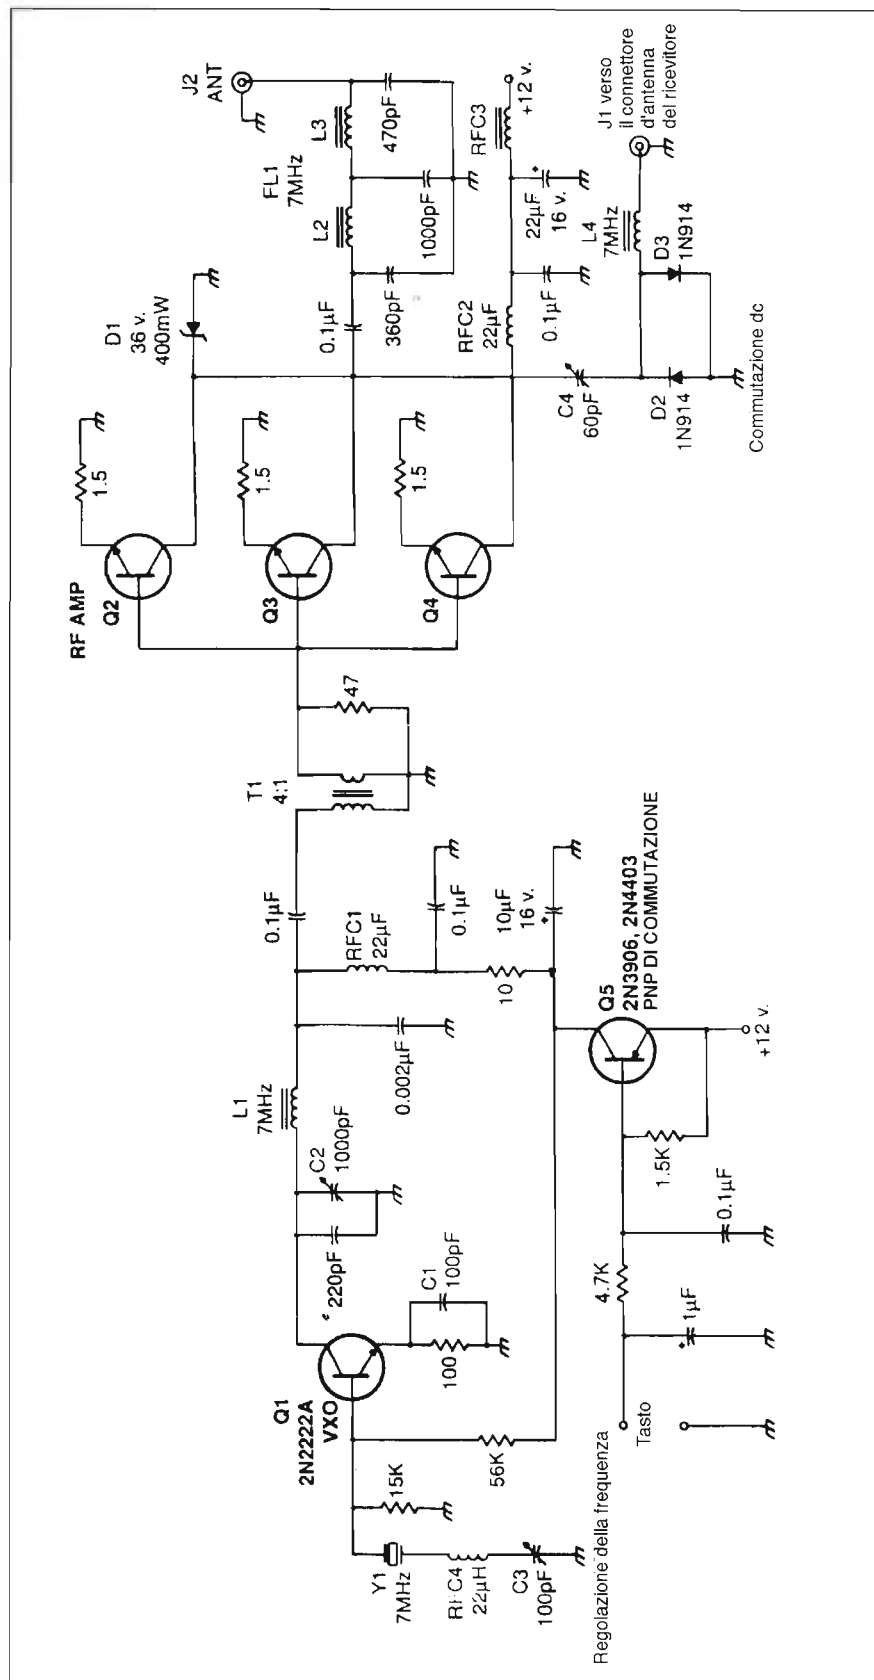 J2
ANT
L3
470pF
FL1
7MHz
L2
1000pF
360pF
0.1µF
RFC3
+12 v.
22µF
16 v.
RFC2
22µF
0.1µF
J1 verso
il connettore
d'antenna
del ricevitore
L4
7MHz
D3
1N914
D2
1N914
C4
60pF
Commutazione dc
D1
36 v.
400mW
1.5
1.5
1.5
RF AMP
Q2
Q3
Q4
47
T1
4:1
0.1µF
RFC1
22µF
0.1µF
10
10µF
16 v.
L1
7MHz
0.002µF
C2
1000pF
220pF
C1
100pF
100
Q1
2N2222A
VXO
15K
56K
Y1
7MHz
RFC4
22µH
C3
100pF
Regolazione della frequenza
Tasto
1µF
4.7K
0.1µF
1.5K
Q5
2N3906, 2N4403
PNP DI COMMUTAZIONE
+12 v.